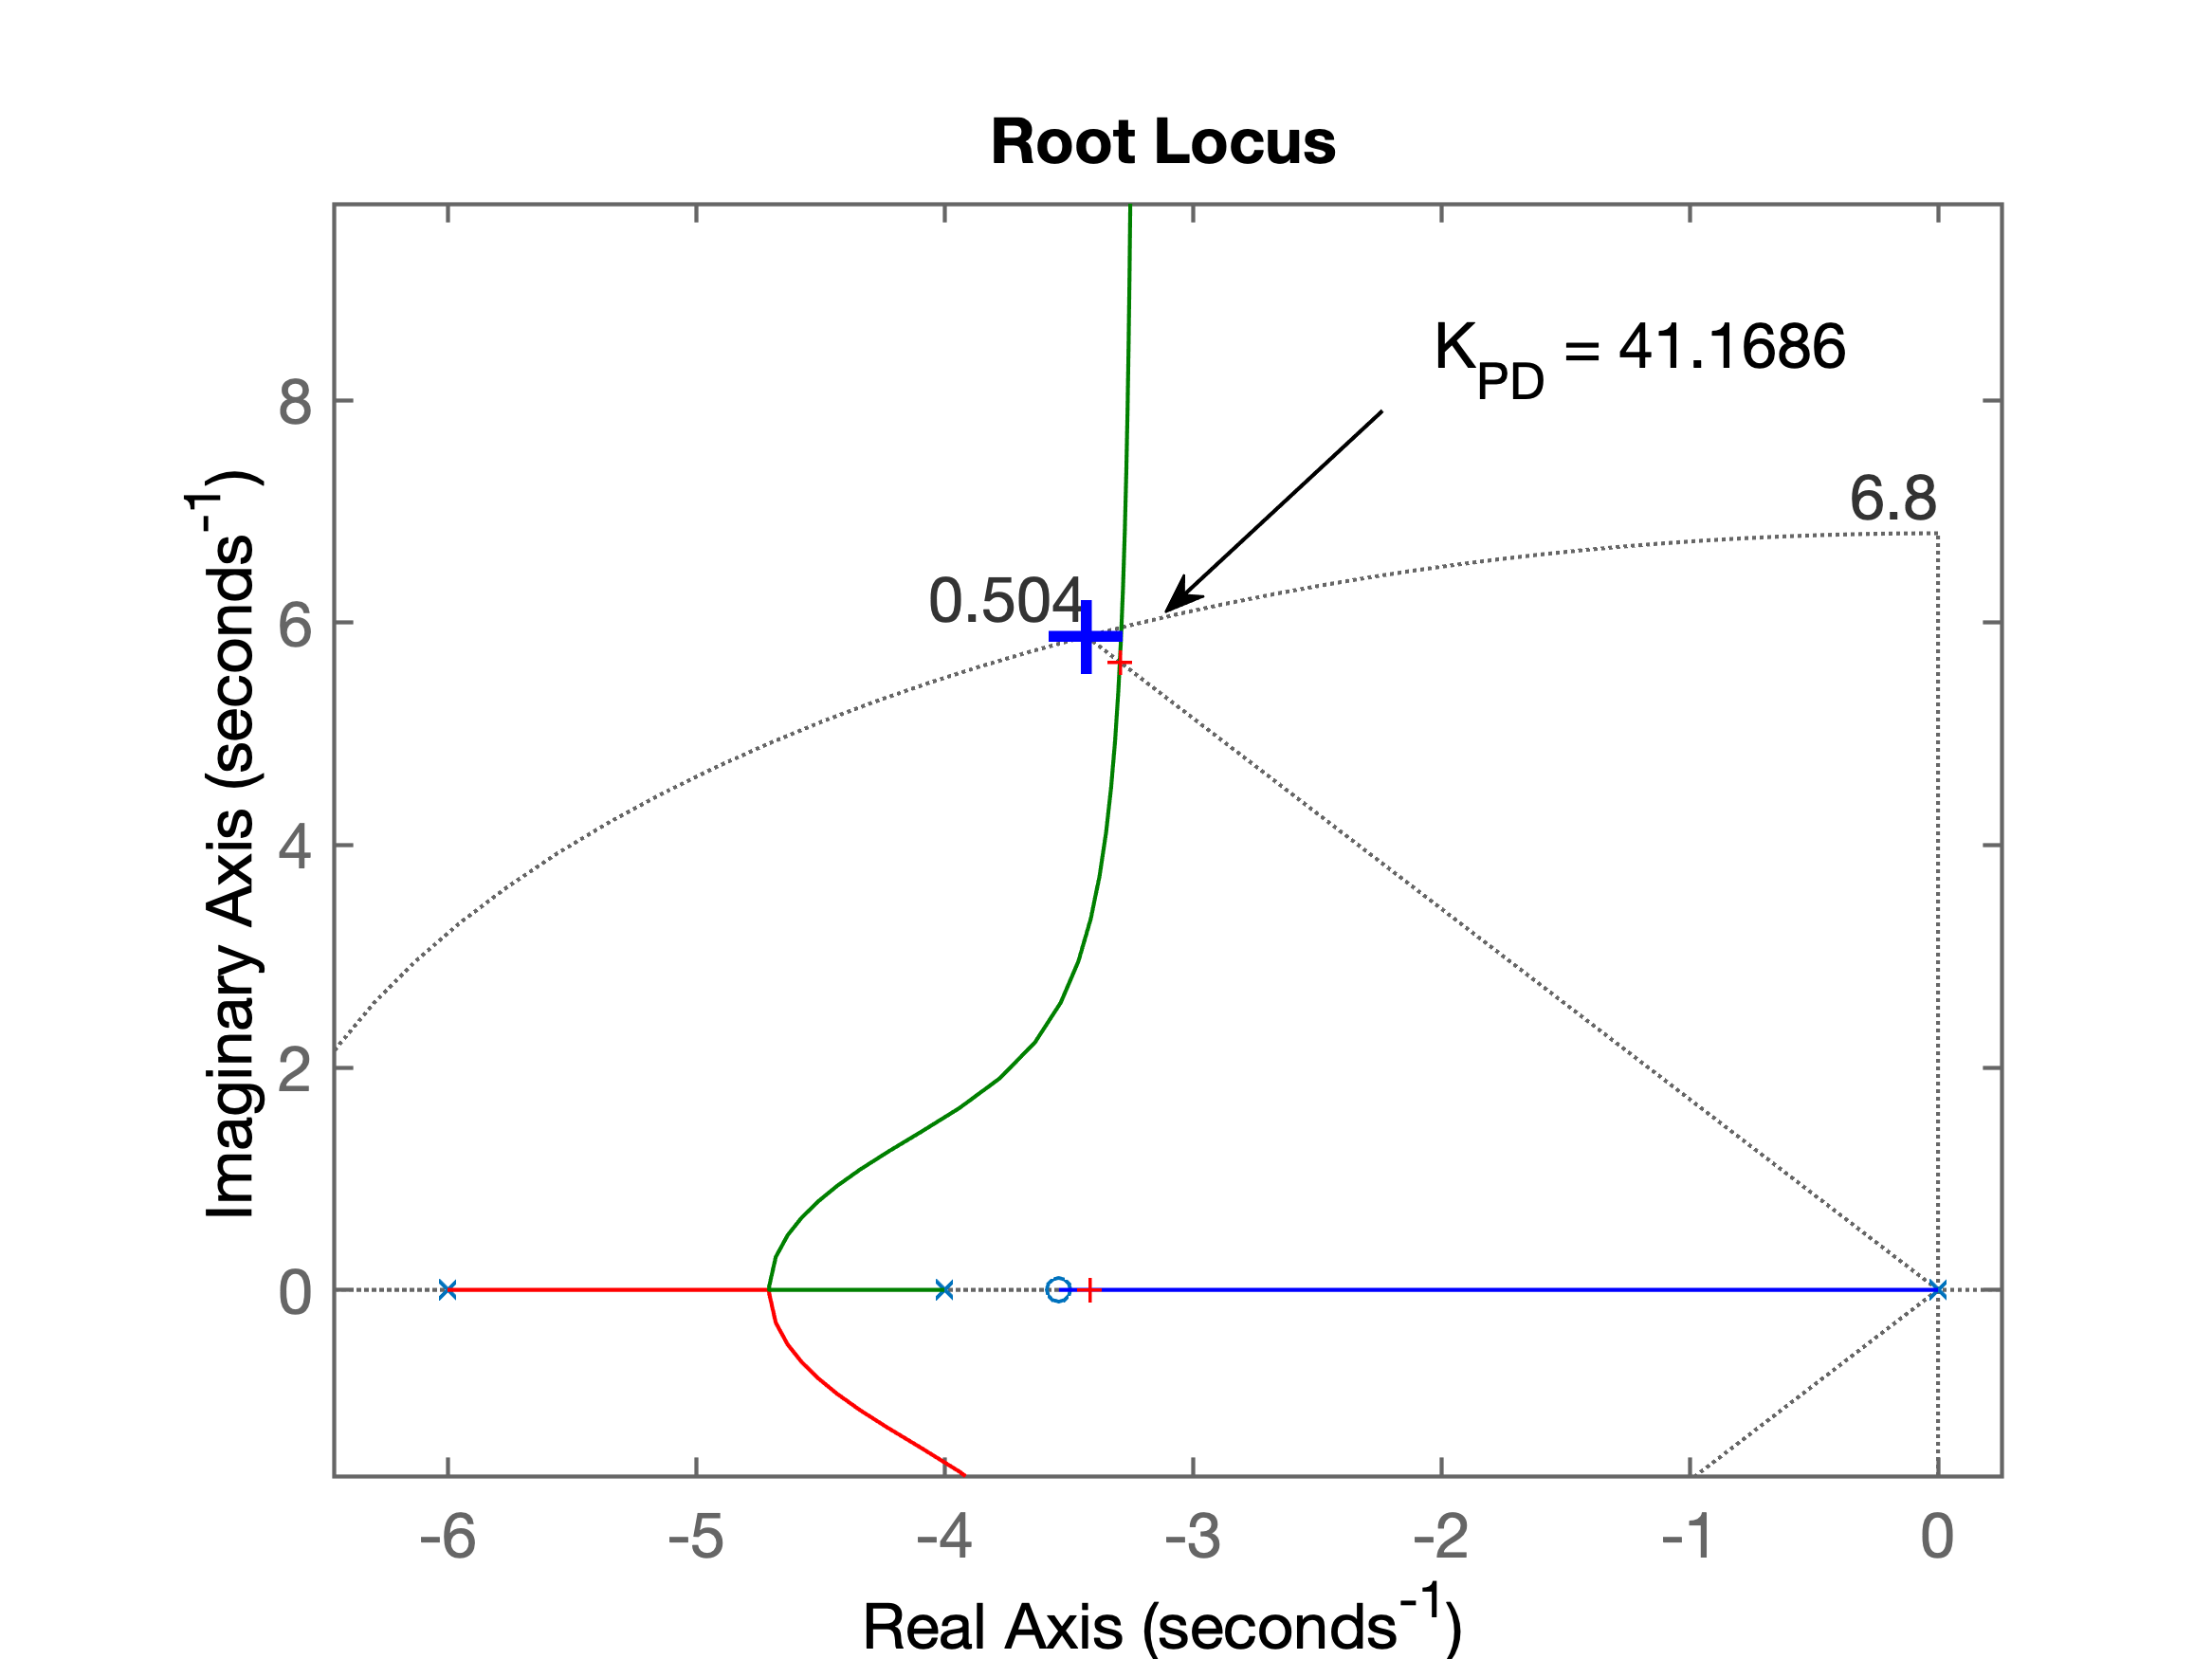 Root Locus
K_PD = 41.1686
6.8
0.504
8
6
4
2
0
Imaginary Axis (seconds^-1)
-6 -5 -4 -3 -2 -1 0
Real Axis (seconds^-1)